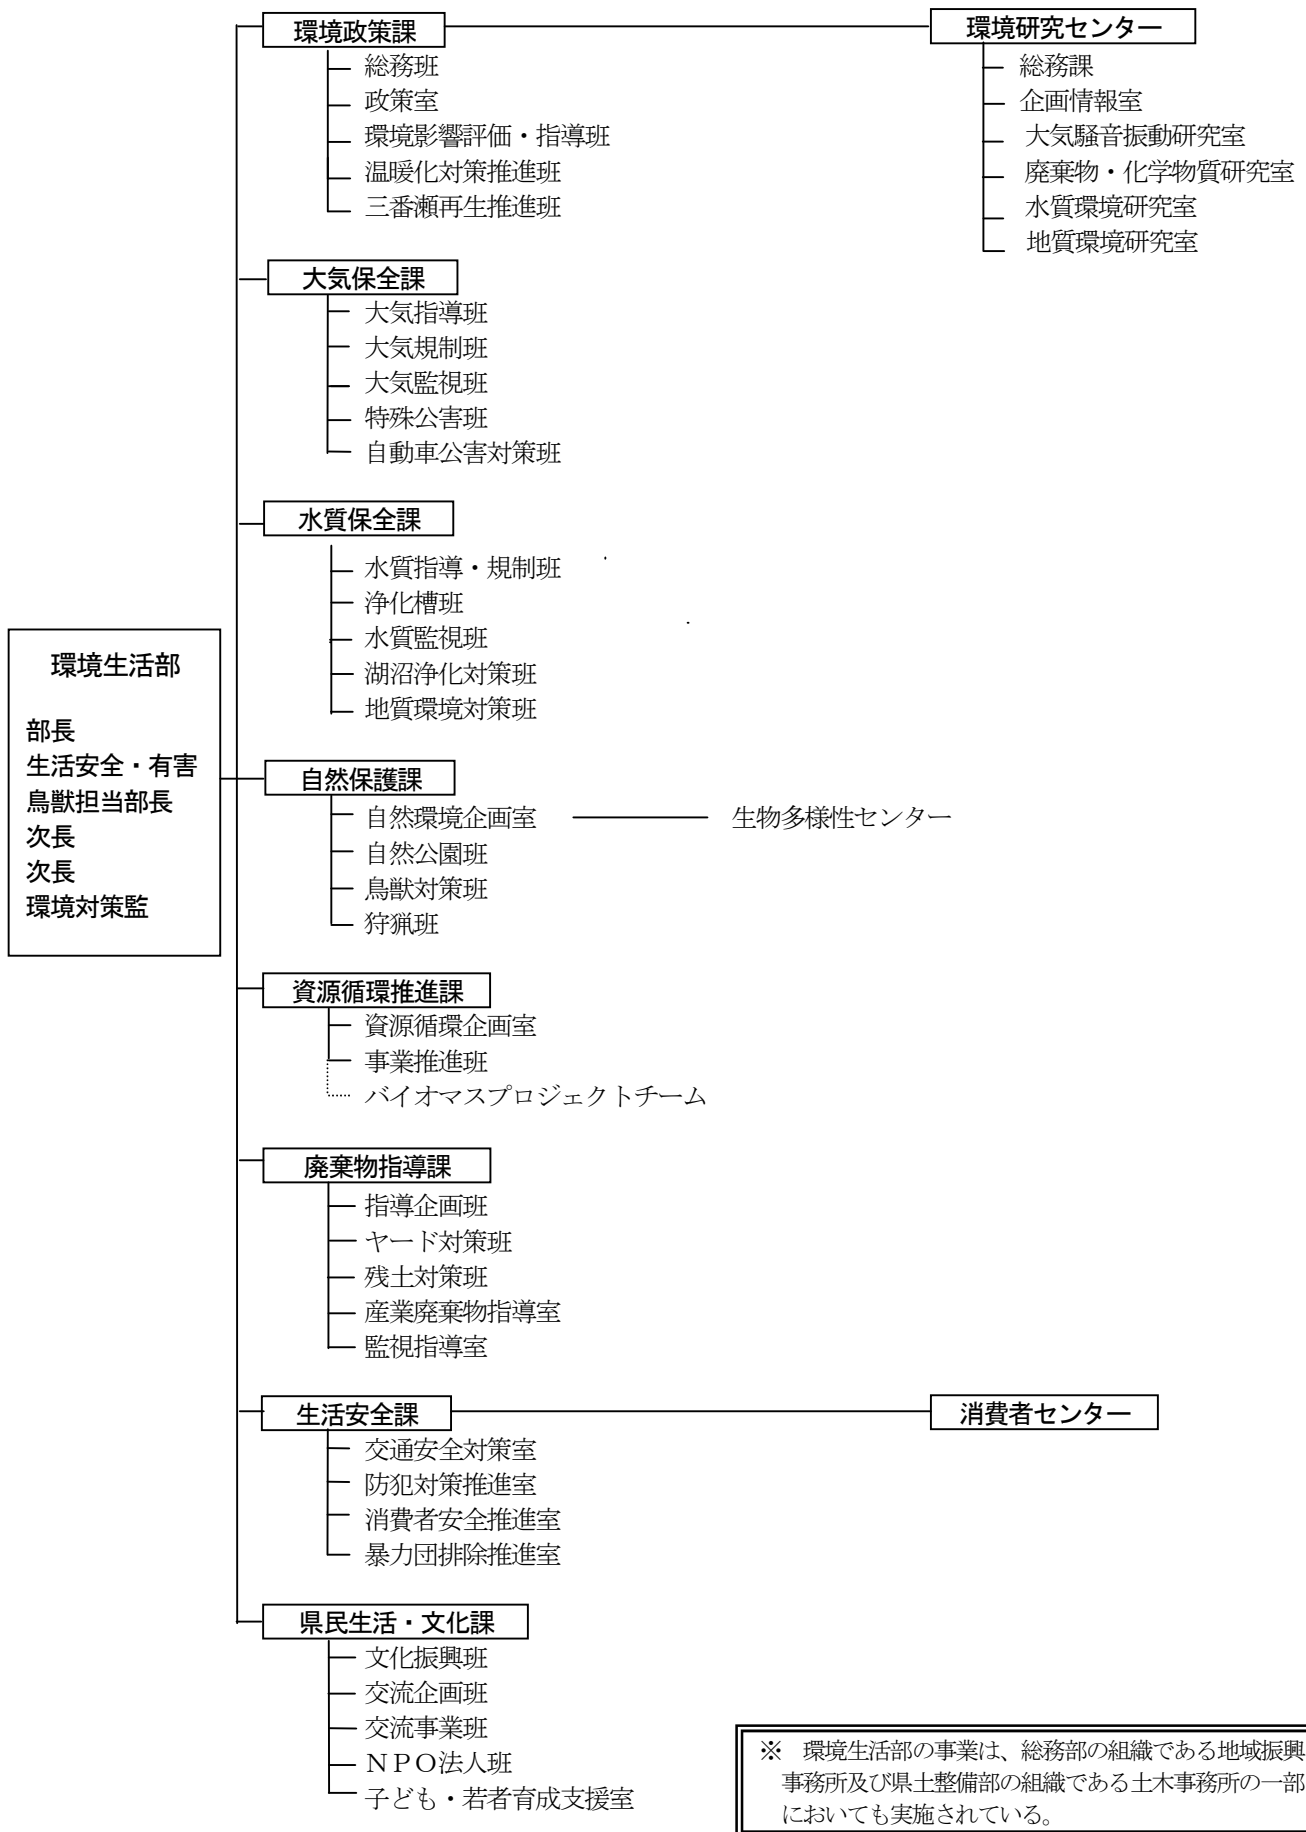 環境政策課
総務班
政策室
環境影響評価・指導班
温暖化対策推進班
三番瀬再生推進班
環境研究センター
総務課
企画情報室
大気騒音振動研究室
廃棄物・化学物質研究室
水質環境研究室
地質環境研究室
大気保全課
大気指導班
大気規制班
大気監視班
特殊公害班
自動車公害対策班
水質保全課
水質指導・規制班
浄化槽班
水質監視班
湖沼浄化対策班
地質環境対策班
環境生活部
部長
生活安全・有害
鳥獣担当部長
次長
次長
環境対策監
自然保護課
自然環境企画室
生物多様性センター
自然公園班
鳥獣対策班
狩猟班
資源循環推進課
資源循環企画室
事業推進班
バイオマスプロジェクトチーム
廃棄物指導課
指導企画班
ヤード対策班
残土対策班
産業廃棄物指導室
監視指導室
生活安全課
消費者センター
交通安全対策室
防犯対策推進室
消費者安全推進室
暴力団排除推進室
県民生活・文化課
文化振興班
交流企画班
交流事業班
ＮＰＯ法人班
子ども・若者育成支援室
※　環境生活部の事業は、総務部の組織である地域振興
事務所及び県土整備部の組織である土木事務所の一部
においても実施されている。